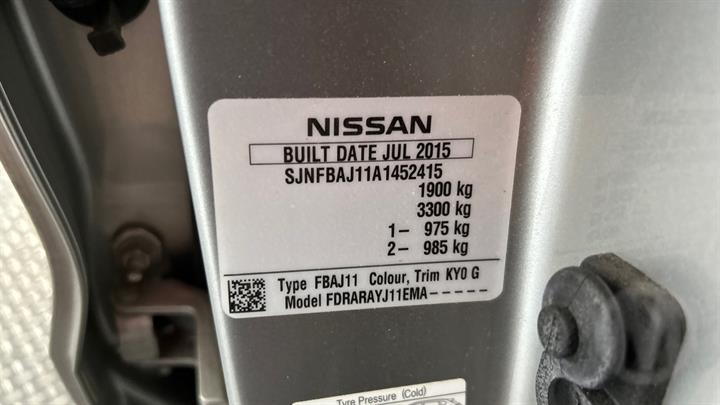 NISSAN
BUILT DATE JUL 2015
SJNFBAJ11A1452415
1900 kg
3300 kg
1– 975 kg
2– 985 kg
Type FBAJ11 Colour, Trim KY0 G
Model FDRARAYJ11EMA-----
Tyre Pressure (Cold)